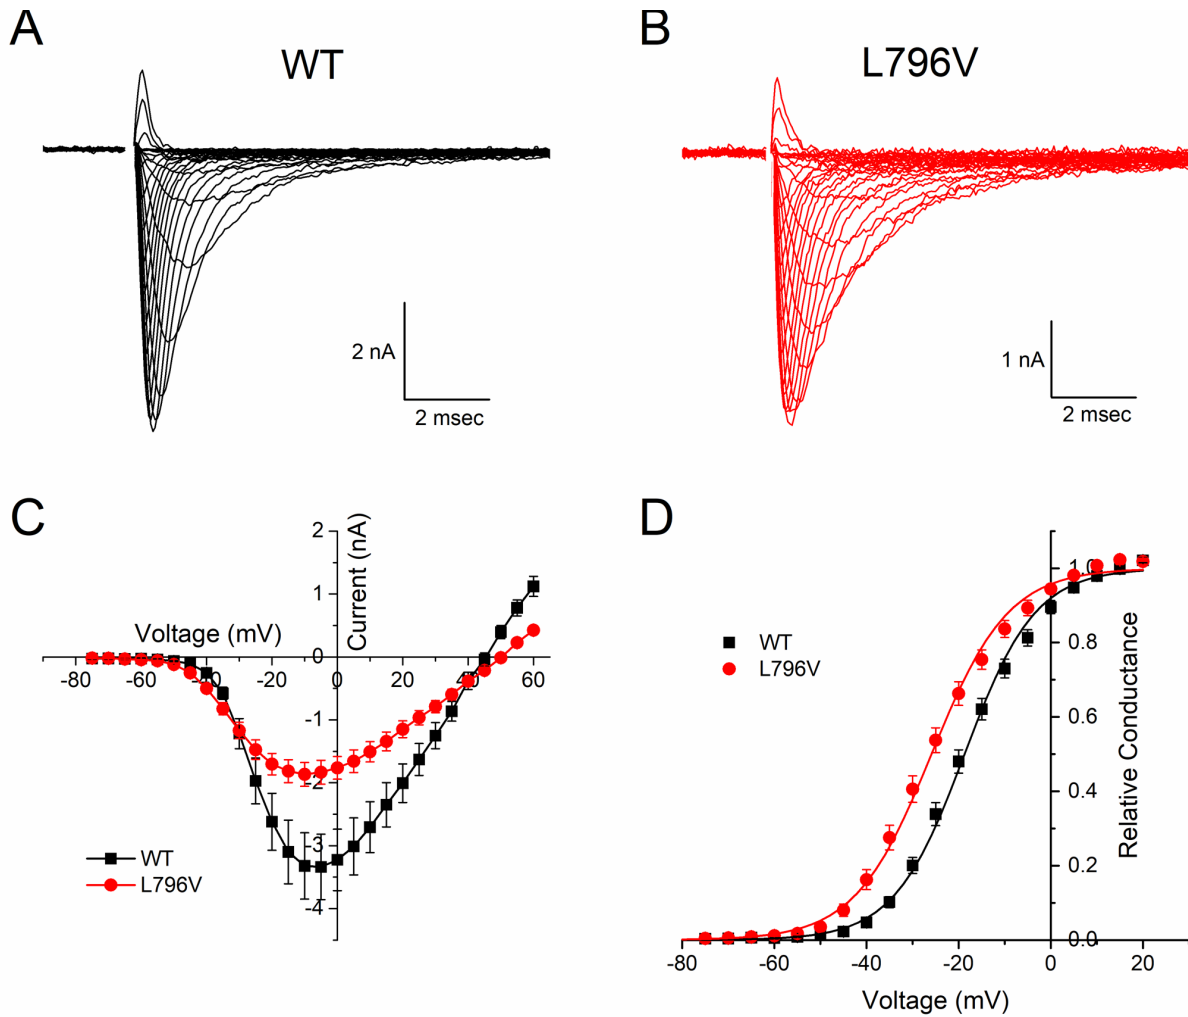 A
WT
2 nA
2 msec
B
L796V
1 nA
2 msec
C
Voltage (mV)
Current (nA)
2
1
0
-1
-2
-3
-4
-80 -60 -40 -20 0 20 40 60
WT
L796V
D
WT
L796V
Relative Conductance
1.0
0.8
0.6
0.4
0.2
0.0
-80 -60 -40 -20 0 20
Voltage (mV)